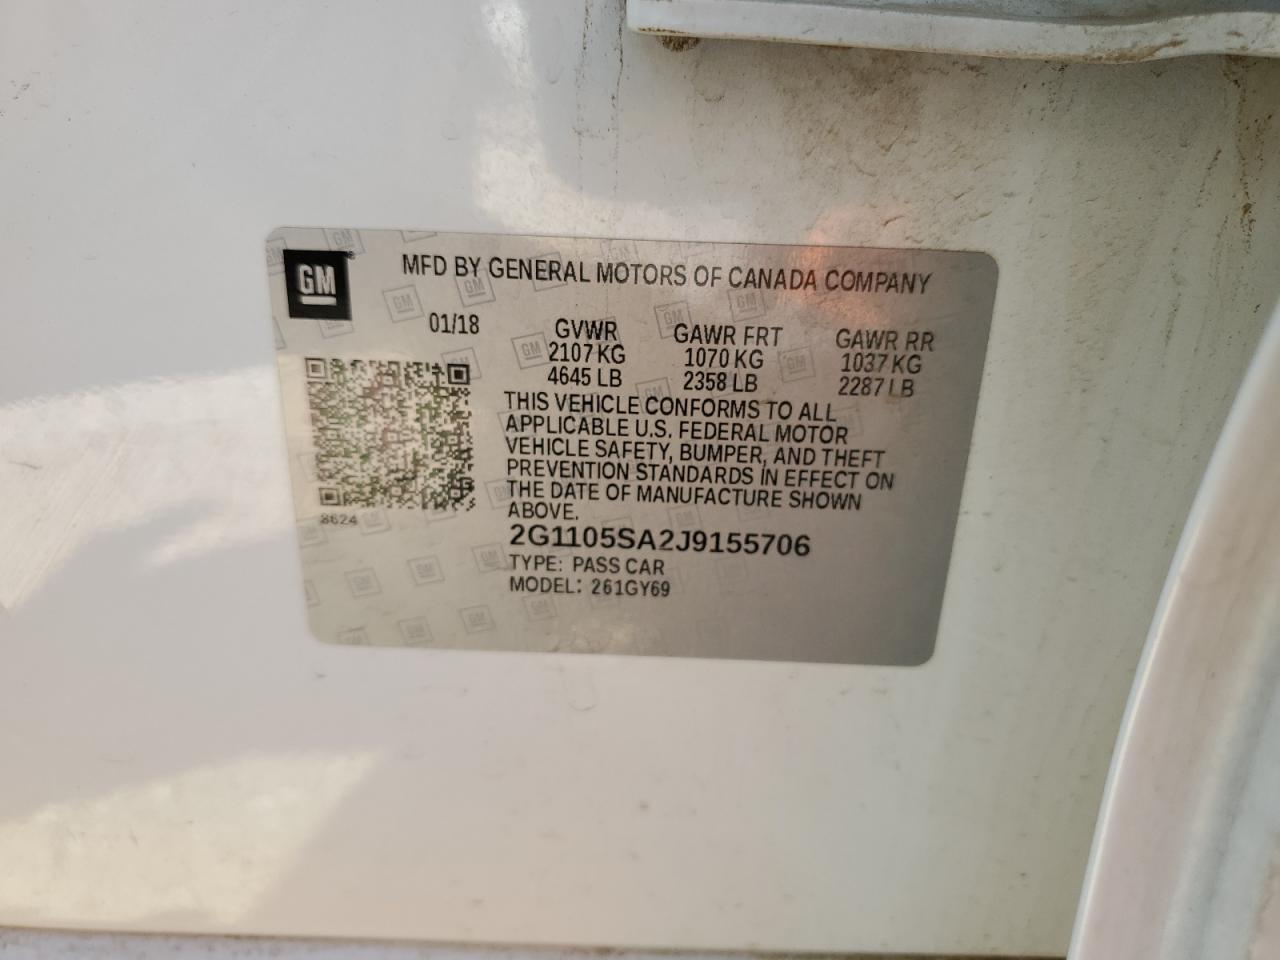 GM
MFD BY GENERAL MOTORS OF CANADA COMPANY
01/18
GVWR GAWR FRT GAWR RR
2107 KG 1070 KG 1037 KG
4645 LB 2358 LB 2287 LB
THIS VEHICLE CONFORMS TO ALL
APPLICABLE U.S. FEDERAL MOTOR
VEHICLE SAFETY, BUMPER, AND THEFT
PREVENTION STANDARDS IN EFFECT ON
THE DATE OF MANUFACTURE SHOWN
ABOVE.
8624
2G1105SA2J9155706
TYPE: PASS CAR
MODEL: 261GY69